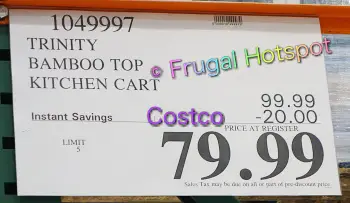 1049997
TRINITY
BAMBOO TOP
KITCHEN CART
© Frugal Hotspot
99.99
Instant Savings -20.00
Costco
PRICE AT REGISTER
LIMIT
5
79.99
Sales Tax may be due on all or part of pre-discount price